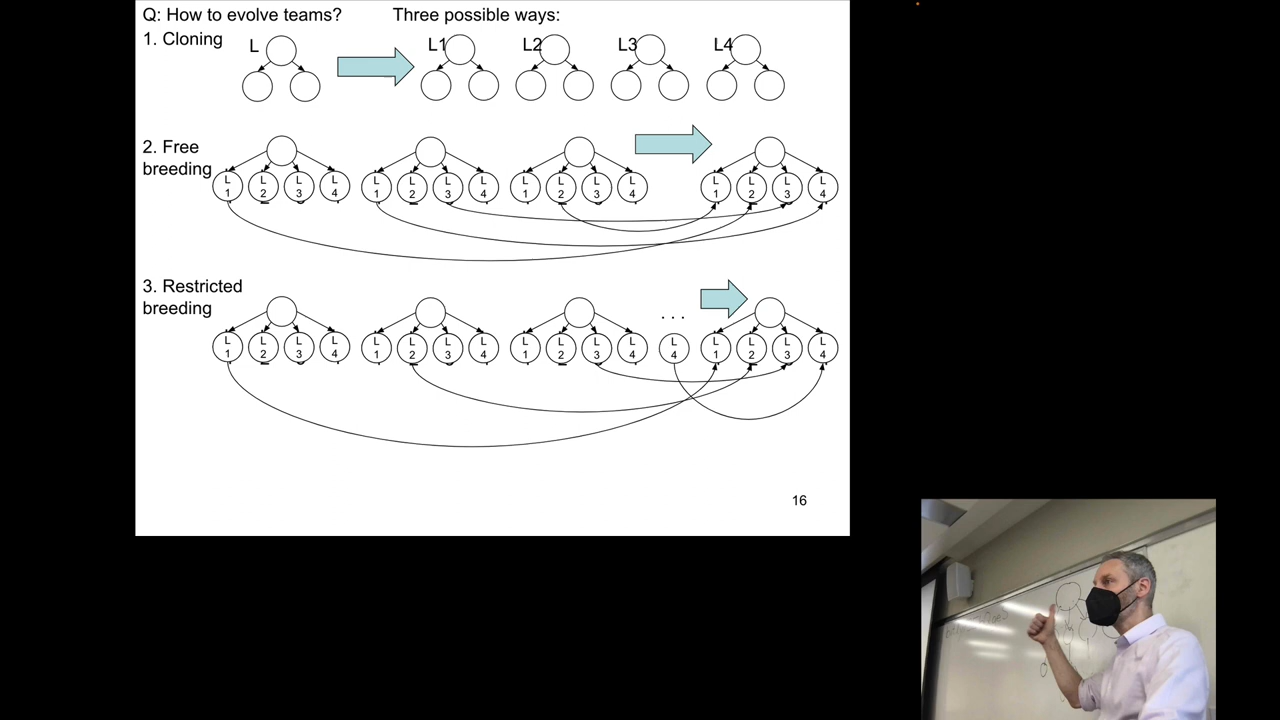 Q: How to evolve teams? Three possible ways:
1. Cloning
L L1 L2 L3 L4
2. Free
breeding
L 1 L 2 L 3 L 4 L 1 L 2 L 3 L 4 L 1 L 2 L 3 L 4 L 1 L 2 L 3 L 4
3. Restricted
breeding
. . .
L 1 L 2 L 3 L 4 L 1 L 2 L 3 L 4 L 1 L 2 L 3 L 4 L 4 L 1 L 2 L 3 L 4
16